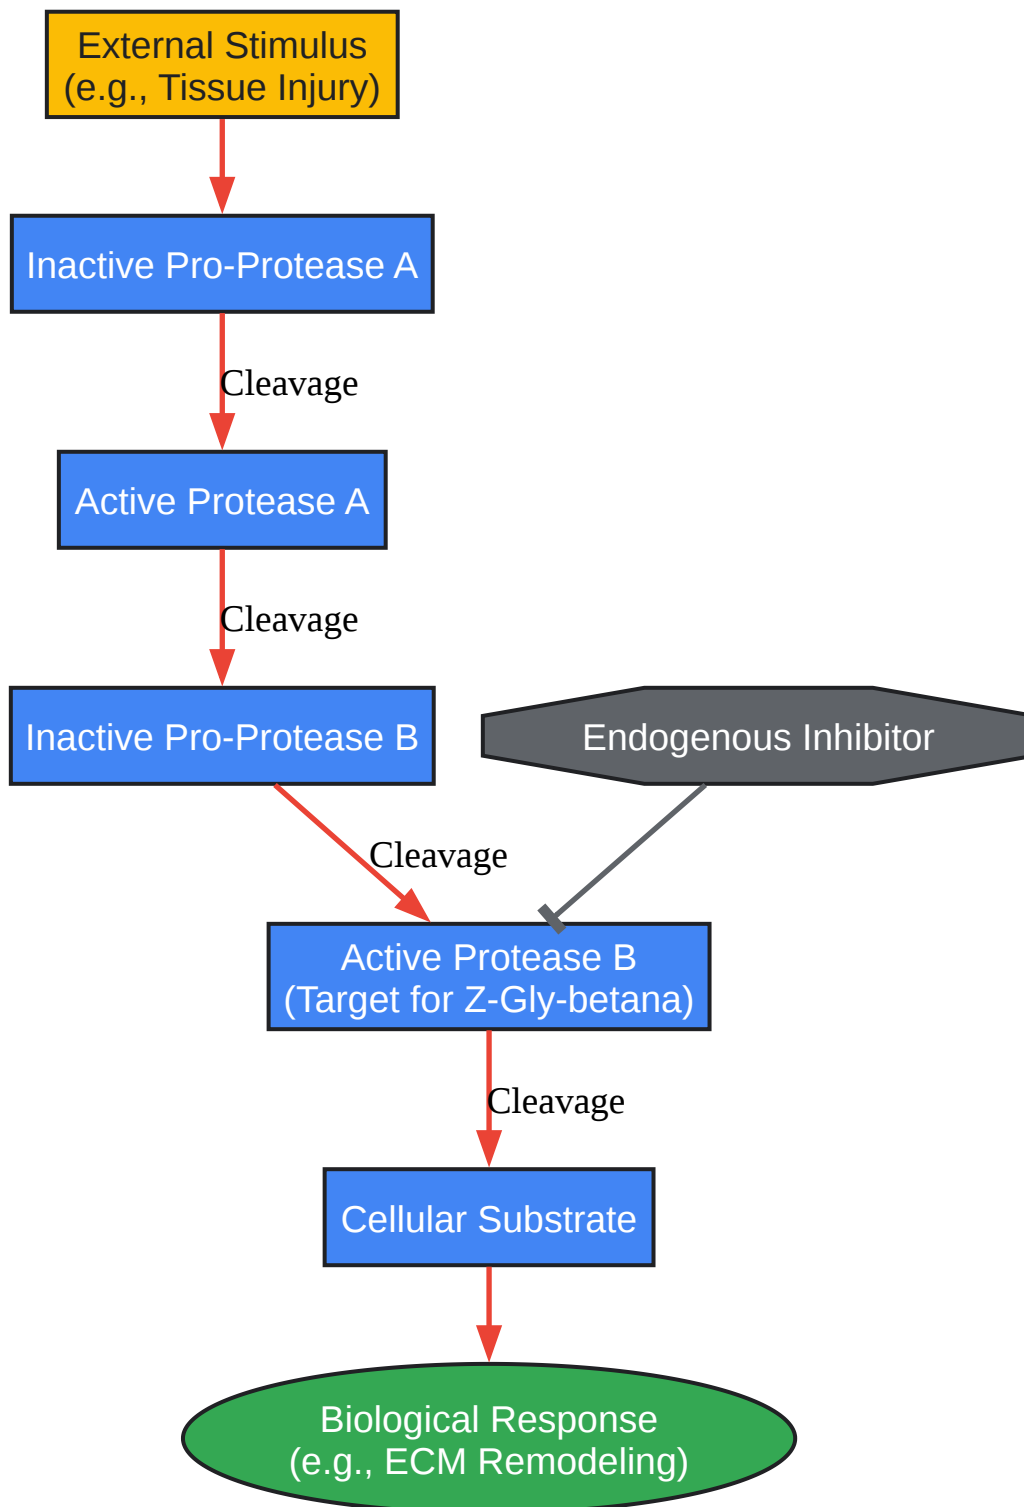 External Stimulus
(e.g., Tissue Injury)
Inactive Pro-Protease A
Cleavage
Active Protease A
Cleavage
Inactive Pro-Protease B
Endogenous Inhibitor
Cleavage
Active Protease B
(Target for Z-Gly-betana)
Cleavage
Cellular Substrate
Biological Response
(e.g., ECM Remodeling)